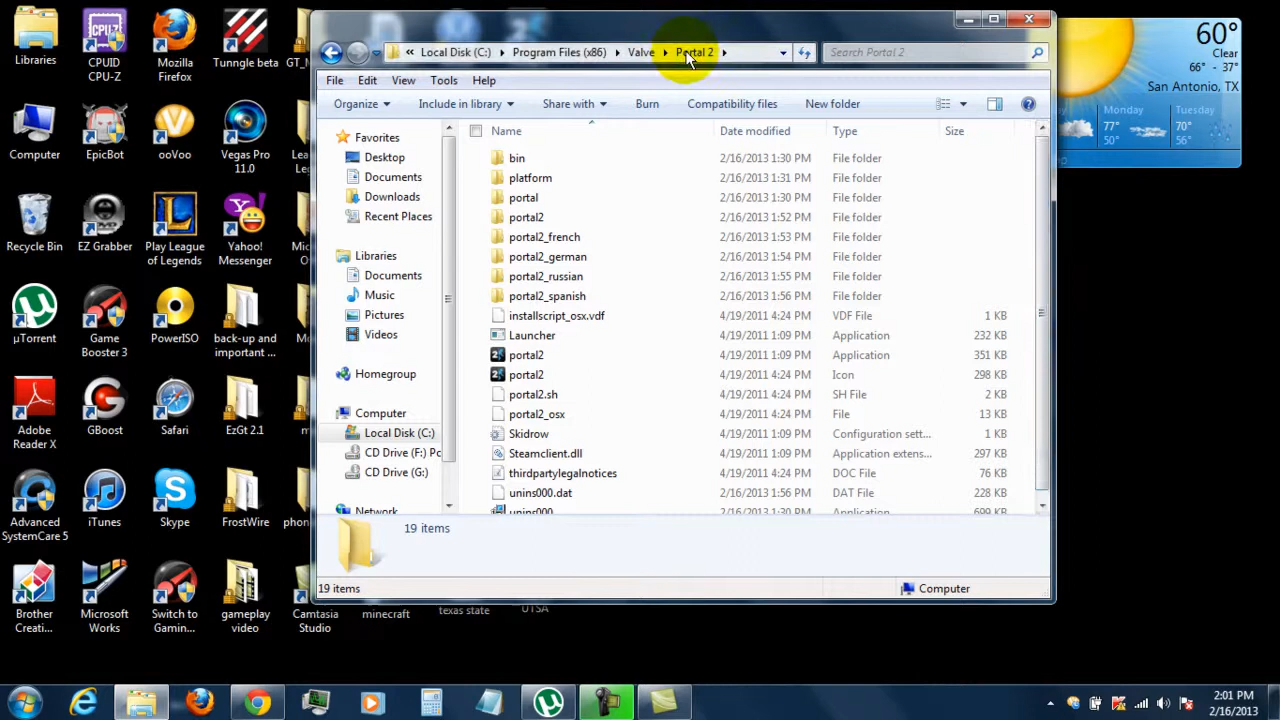 Libraries
CPUID CPU-Z
Mozilla Firefox
Tunngle beta
Computer
EpicBot
ooVoo
Vegas Pro 11.0
Recycle Bin
EZ Grabber
Play League of Legends
Yahoo! Messenger
µTorrent
Game Booster 3
PowerISO
back-up and important ...
Adobe Reader X
GBoost
Safari
EzGt 2.1
Advanced SystemCare 5
iTunes
Skype
FrostWire
Brother Creati...
Microsoft Works
Switch to Gamin...
gameplay video
Camtasia Studio
minecraft
texas state
UTSA
« Local Disk (C:) Program Files (x86) Valve Portal 2
Search Portal 2
File Edit View Tools Help
Organize Include in library Share with Burn Compatibility files New folder
Favorites
Desktop
Documents
Downloads
Recent Places
Libraries
Documents
Music
Pictures
Videos
Homegroup
Computer
Local Disk (C:)
CD Drive (F:) Pc
CD Drive (G:)
Network
Name Date modified Type Size
bin 2/16/2013 1:30 PM File folder
platform 2/16/2013 1:31 PM File folder
portal 2/16/2013 1:30 PM File folder
portal2 2/16/2013 1:52 PM File folder
portal2_french 2/16/2013 1:53 PM File folder
portal2_german 2/16/2013 1:54 PM File folder
portal2_russian 2/16/2013 1:55 PM File folder
portal2_spanish 2/16/2013 1:56 PM File folder
installscript_osx.vdf 4/19/2011 4:24 PM VDF File 1 KB
Launcher 4/19/2011 1:09 PM Application 232 KB
portal2 4/19/2011 1:09 PM Application 351 KB
portal2 4/19/2011 4:24 PM Icon 298 KB
portal2.sh 4/19/2011 4:24 PM SH File 2 KB
portal2_osx 4/19/2011 4:24 PM File 13 KB
Skidrow 4/19/2011 1:09 PM Configuration sett... 1 KB
Steamclient.dll 4/19/2011 1:09 PM Application extens... 297 KB
thirdpartylegalnotices 4/19/2011 4:24 PM DOC File 76 KB
unins000.dat 2/16/2013 1:56 PM DAT File 228 KB
unins000 2/16/2013 1:30 PM Application 699 KB
19 items
19 items
Computer
60°
Clear
66° - 37°
San Antonio, TX
Monday
77°
50°
Tuesday
70°
56°
2:01 PM
2/16/2013